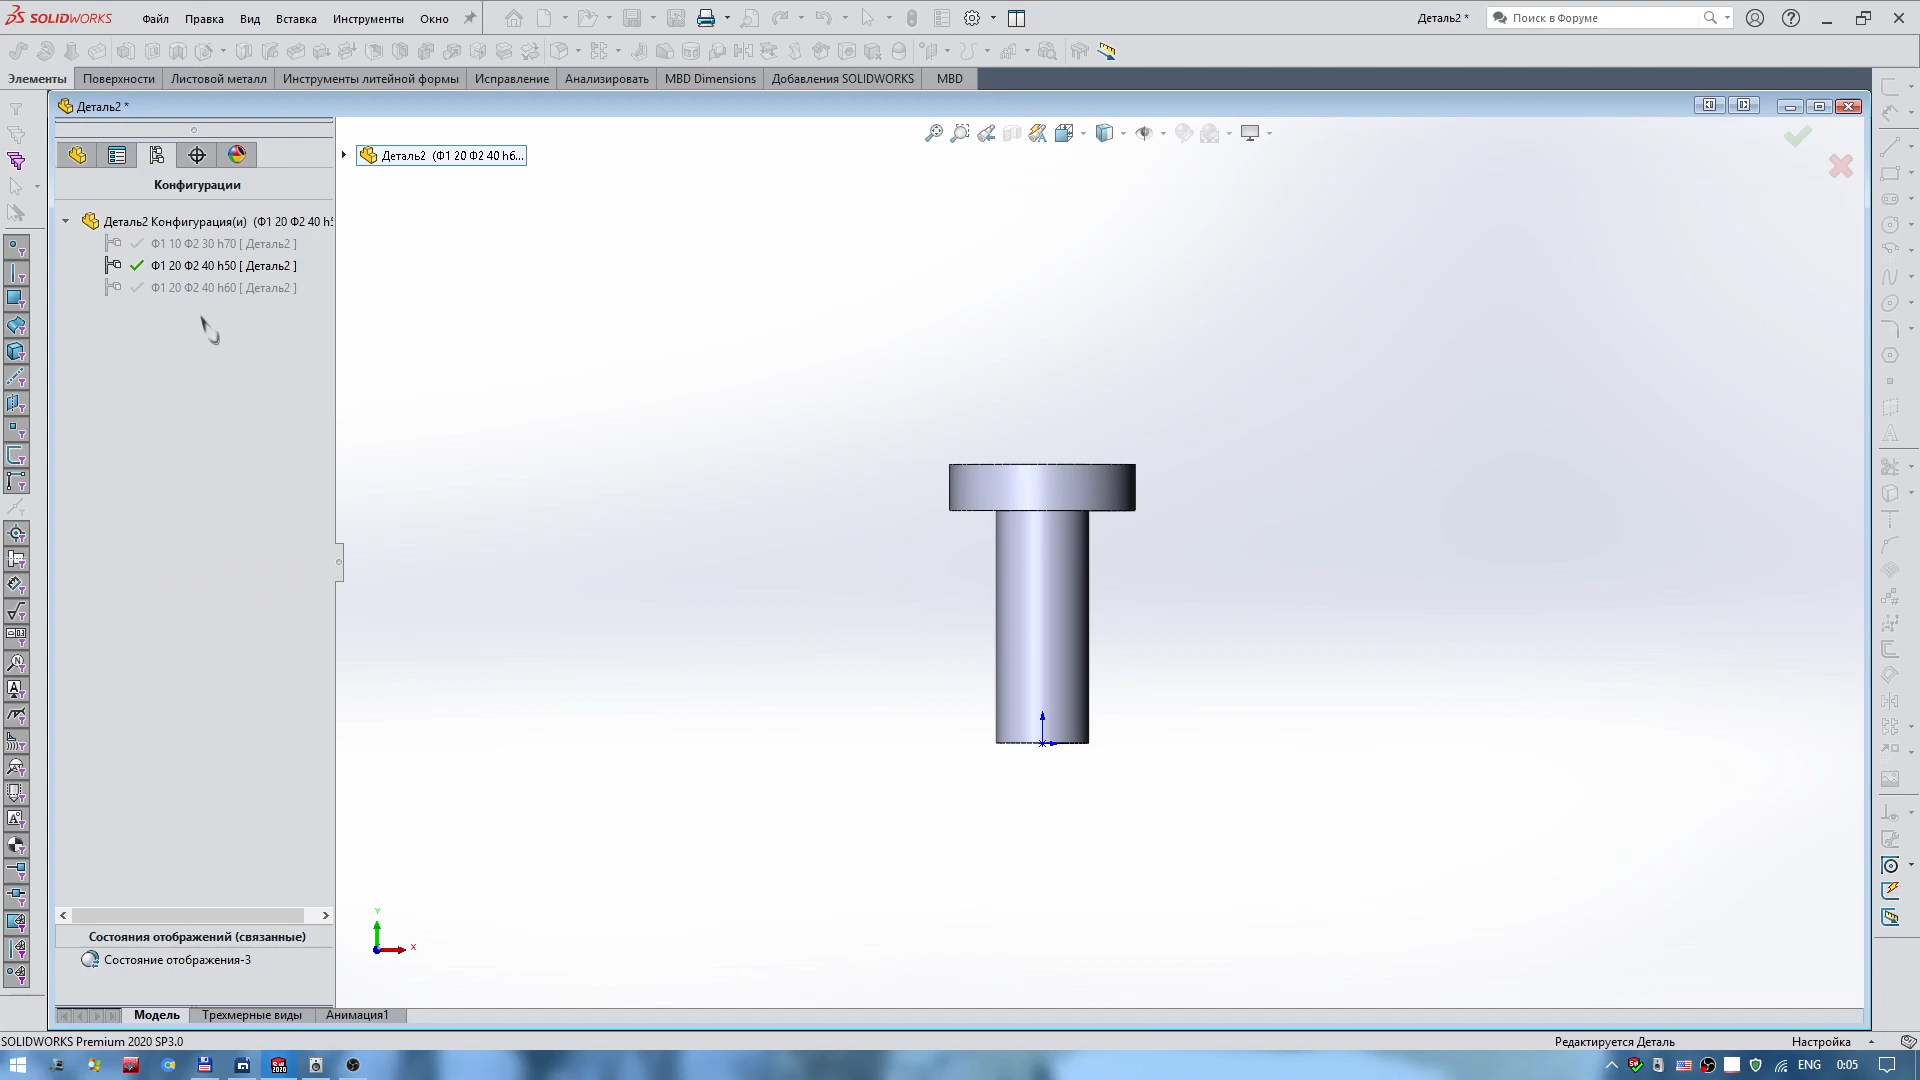 SOLIDWORKS Файл Правка Вид Вставка Инструменты Окно Деталь2 * Поиск в Форуме
Элементы Поверхности Листовой металл Инструменты литейной формы Исправление Анализировать MBD Dimensions Добавления SOLIDWORKS MBD
Деталь2 *
Деталь2 (Ф1 20 Ф2 40 h6...
Конфигурации
Деталь2 Конфигурация(и) (Ф1 20 Ф2 40 h5
Ф1 10 Ф2 30 h70 [ Деталь2 ]
Ф1 20 Ф2 40 h50 [ Деталь2 ]
Ф1 20 Ф2 40 h60 [ Деталь2 ]
Y
X
Состояния отображений (связанные)
Состояние отображения-3
Модель Трехмерные виды Анимация1
SOLIDWORKS Premium 2020 SP3.0 Редактируется Деталь Настройка
ENG 0:05